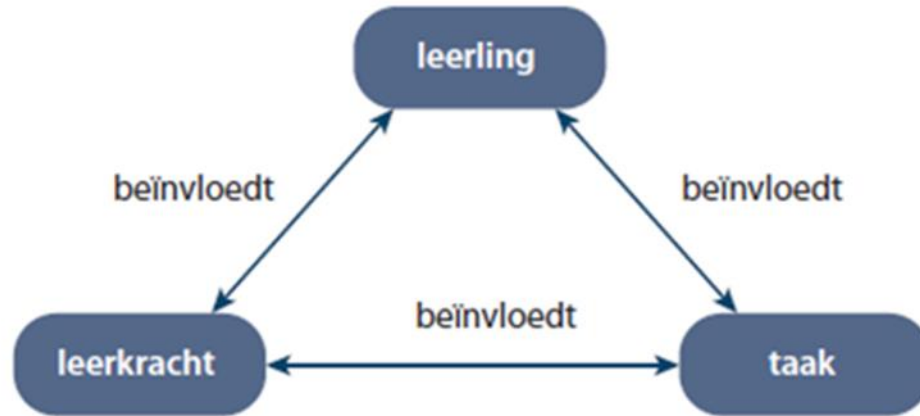 leerling
beïnvloedt
beïnvloedt
beïnvloedt
leerkracht
taak